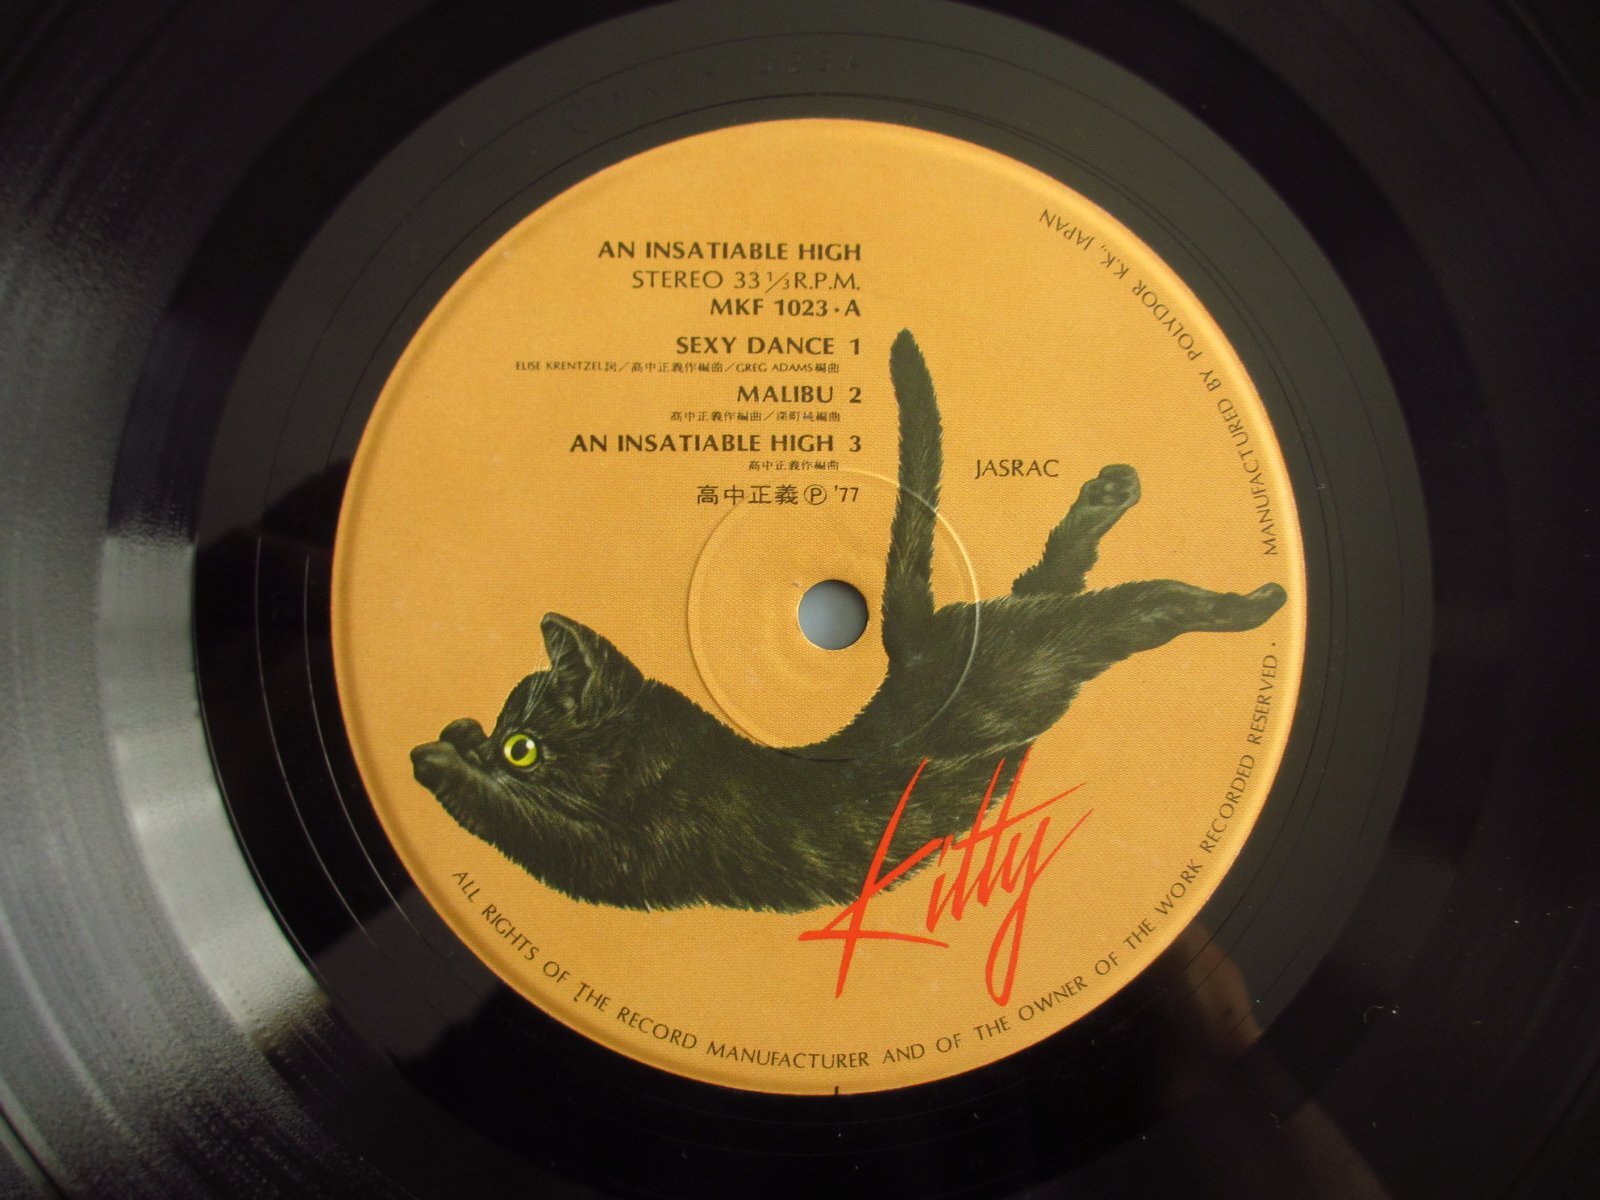 AN INSATIABLE HIGH
STEREO 33 1/3 R.P.M.
MKF 1023·A
SEXY DANCE 1
ELISE KRENTZEL詞／高中正義作編曲／GREG ADAMS編曲
MALIBU 2
高中正義作編曲／深町純編曲
AN INSATIABLE HIGH 3
高中正義作編曲
高中正義Ⓟ'77
JASRAC
Kitty
ALL RIGHTS OF THE RECORD MANUFACTURER AND OF THE OWNER OF THE WORK RECORDED RESERVED.
MANUFACTURED BY POLYDOR K.K., JAPAN